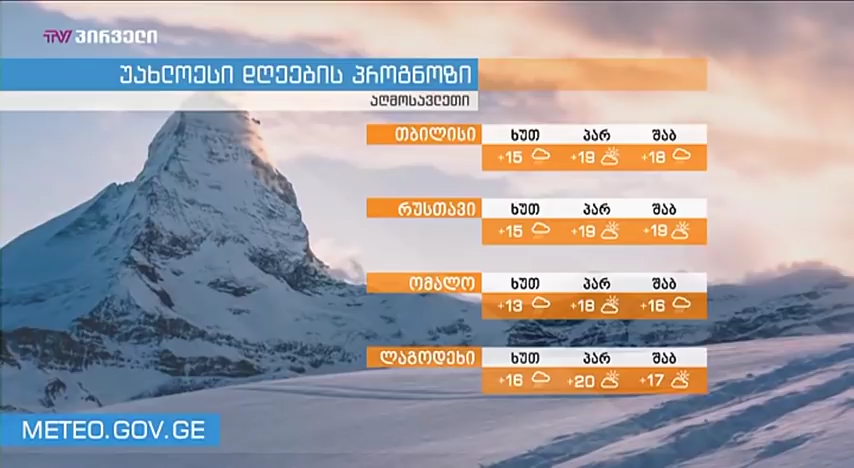 TV ᲞᲘᲠᲕᲔᲚᲘ
ᲣᲐᲮᲚᲝᲔᲡᲘ ᲓᲦᲔᲔᲑᲘᲡ ᲞᲠᲝᲒᲜᲝᲖᲘ
ᲐᲦᲛᲝᲡᲐᲕᲚᲔᲗᲘ
ᲗᲑᲘᲚᲘᲡᲘ ᲮᲣᲗ ᲞᲐᲠ ᲨᲐᲑ
+15 +19 +18
ᲠᲣᲡᲗᲐᲕᲘ ᲮᲣᲗ ᲞᲐᲠ ᲨᲐᲑ
+15 +19 +19
ᲝᲛᲐᲚᲝ ᲮᲣᲗ ᲞᲐᲠ ᲨᲐᲑ
+13 +18 +16
ᲚᲐᲒᲝᲓᲔᲮᲘ ᲮᲣᲗ ᲞᲐᲠ ᲨᲐᲑ
+16 +20 +17
METEO.GOV.GE